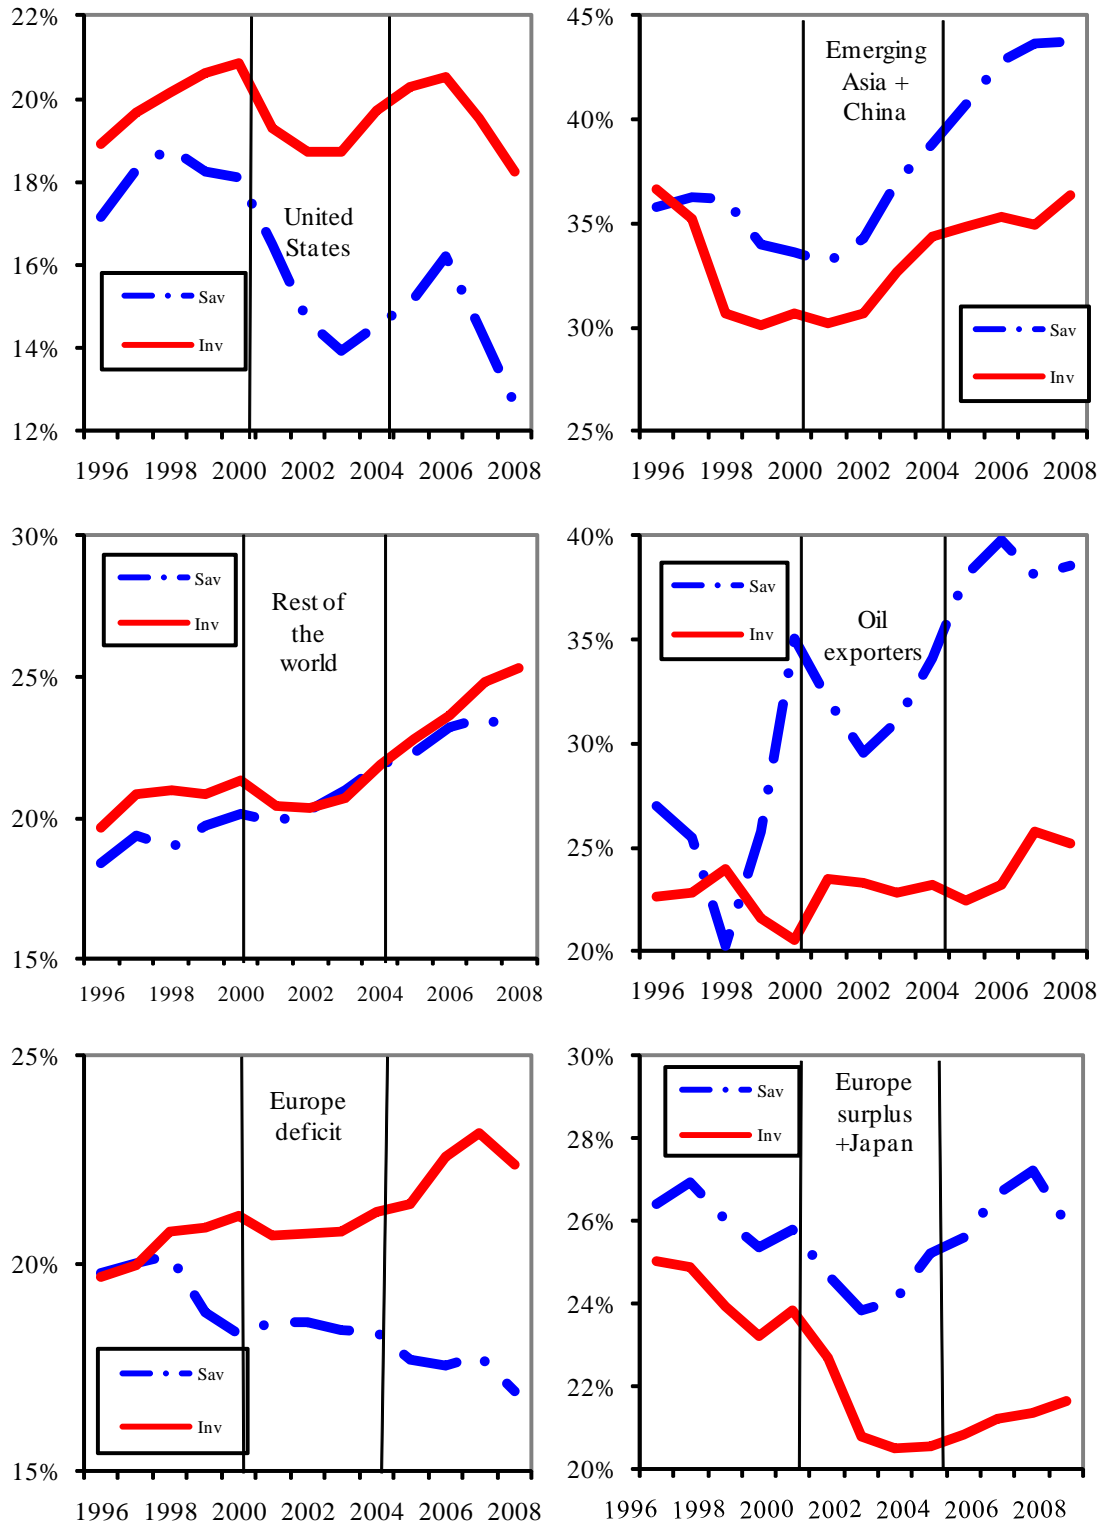 22%
20%
18%
16%
14%
12%
United
States
Sav
Inv
1996 1998 2000 2002 2004 2006 2008
45%
40%
35%
30%
25%
Emerging
Asia +
China
Sav
Inv
1996 1998 2000 2002 2004 2006 2008
30%
25%
20%
15%
Sav
Inv
Rest of
the
world
1996 1998 2000 2002 2004 2006 2008
40%
35%
30%
25%
20%
Sav
Inv
Oil
exporters
1996 1998 2000 2002 2004 2006 2008
25%
20%
15%
Europe
deficit
Sav
Inv
1996 1998 2000 2002 2004 2006 2008
30%
28%
26%
24%
22%
20%
Sav
Inv
Europe
surplus
+Japan
1996 1998 2000 2002 2004 2006 2008